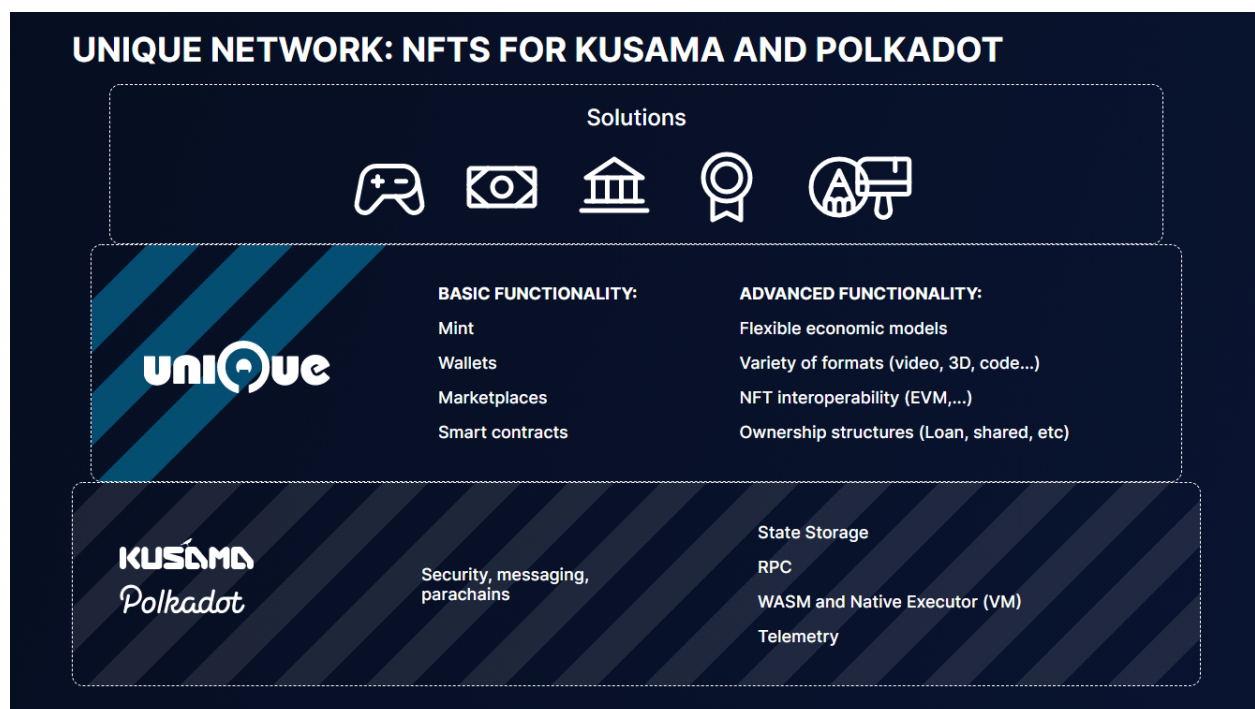 UNIQUE NETWORK: NFTS FOR KUSAMA AND POLKADOT
Solutions
unIQue
BASIC FUNCTIONALITY:
Mint
Wallets
Marketplaces
Smart contracts
ADVANCED FUNCTIONALITY:
Flexible economic models
Variety of formats (video, 3D, code...)
NFT interoperability (EVM,...)
Ownership structures (Loan, shared, etc)
KUSAMA
Polkadot
Security, messaging,
parachains
State Storage
RPC
WASM and Native Executor (VM)
Telemetry